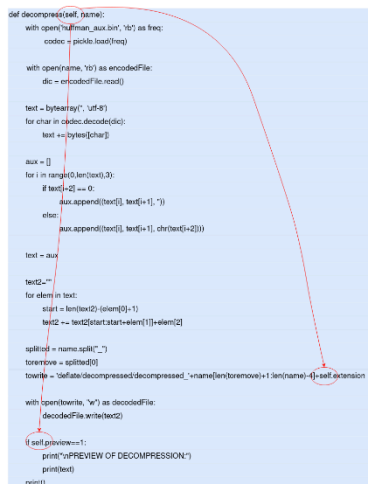 def decompress(self, name):
with open('huffman_aux.bin', 'rb') as freq:
codec = pickle.load(freq)
with open(name, 'rb') as encodedFile:
dic = encodedFile.read()
text = bytearray('', 'utf-8')
for char in codec.decode(dic):
text += bytes([char])
aux = []
for i in range(0,len(text),3):
if text[i+2] == 0:
aux.append((text[i], text[i+1], ''))
else:
aux.append((text[i], text[i+1], chr(text[i+2])))
text = aux
text2=""
for elem in text:
start = len(text2)-(elem[0]+1)
text2 += text2[start:start+elem[1]]+elem[2]
splitted = name.split("_")
toremove = splitted[0]
towrite = 'deflate/decompressed/decompressed_'+name[len(toremove)+1:len(name)-4]+self.extension
with open(towrite, "w") as decodedFile:
decodedFile.write(text2)
if self.preview==1:
print("\nPREVIEW OF DECOMPRESSION:")
print(text)
print()